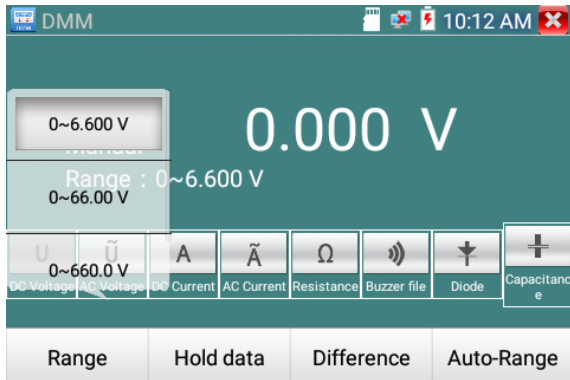 DMM
10:12 AM
0~6.600 V
0.000 V
Manual
Range : 0~6.600 V
0~66.00 V
0~660.0 V
U
Ũ
A
Ã
Ω
DC Voltage
AC Voltage
DC Current
AC Current
Resistance
Buzzer file
Diode
Capacitanc
e
Range
Hold data
Difference
Auto-Range